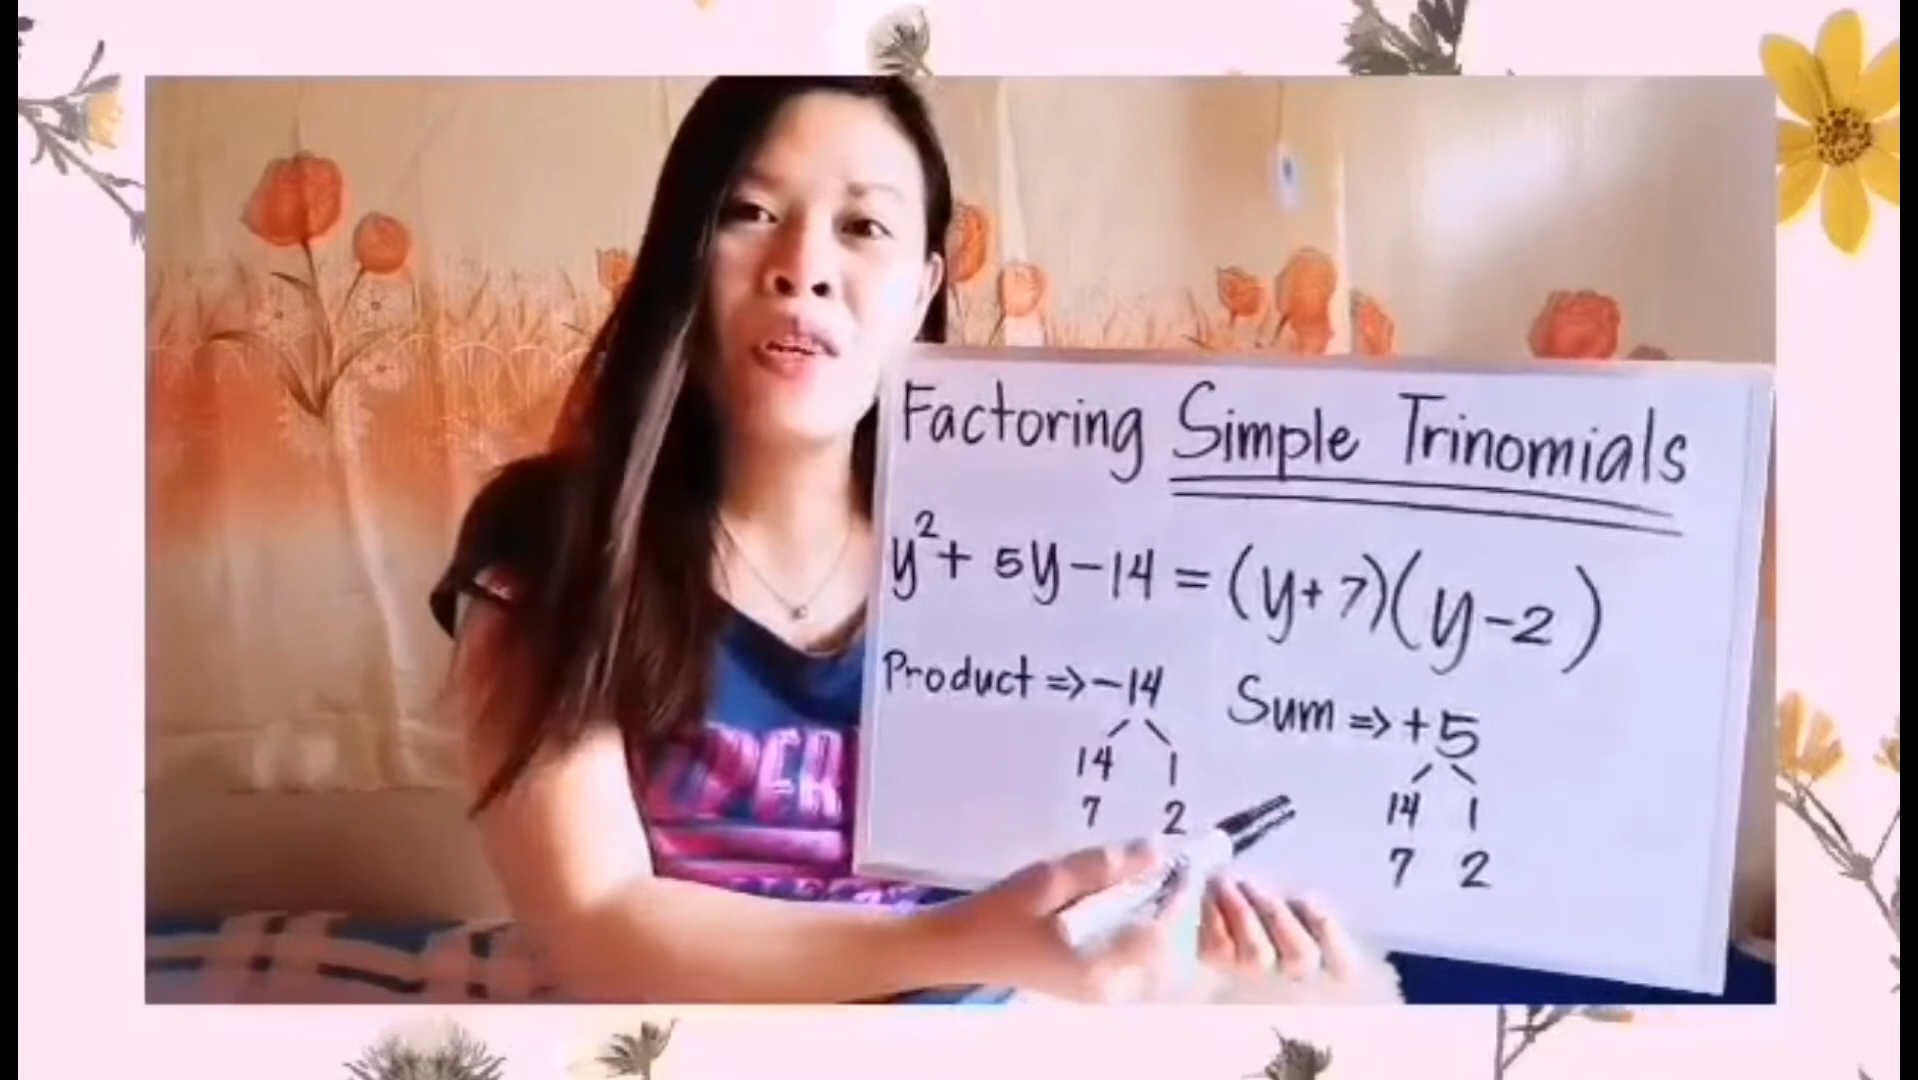 Factoring Simple Trinomials
y²+ 5y-14 = (y+7)(y-2)
Product => -14
14 1
7 2
Sum => +5
14 1
7 2